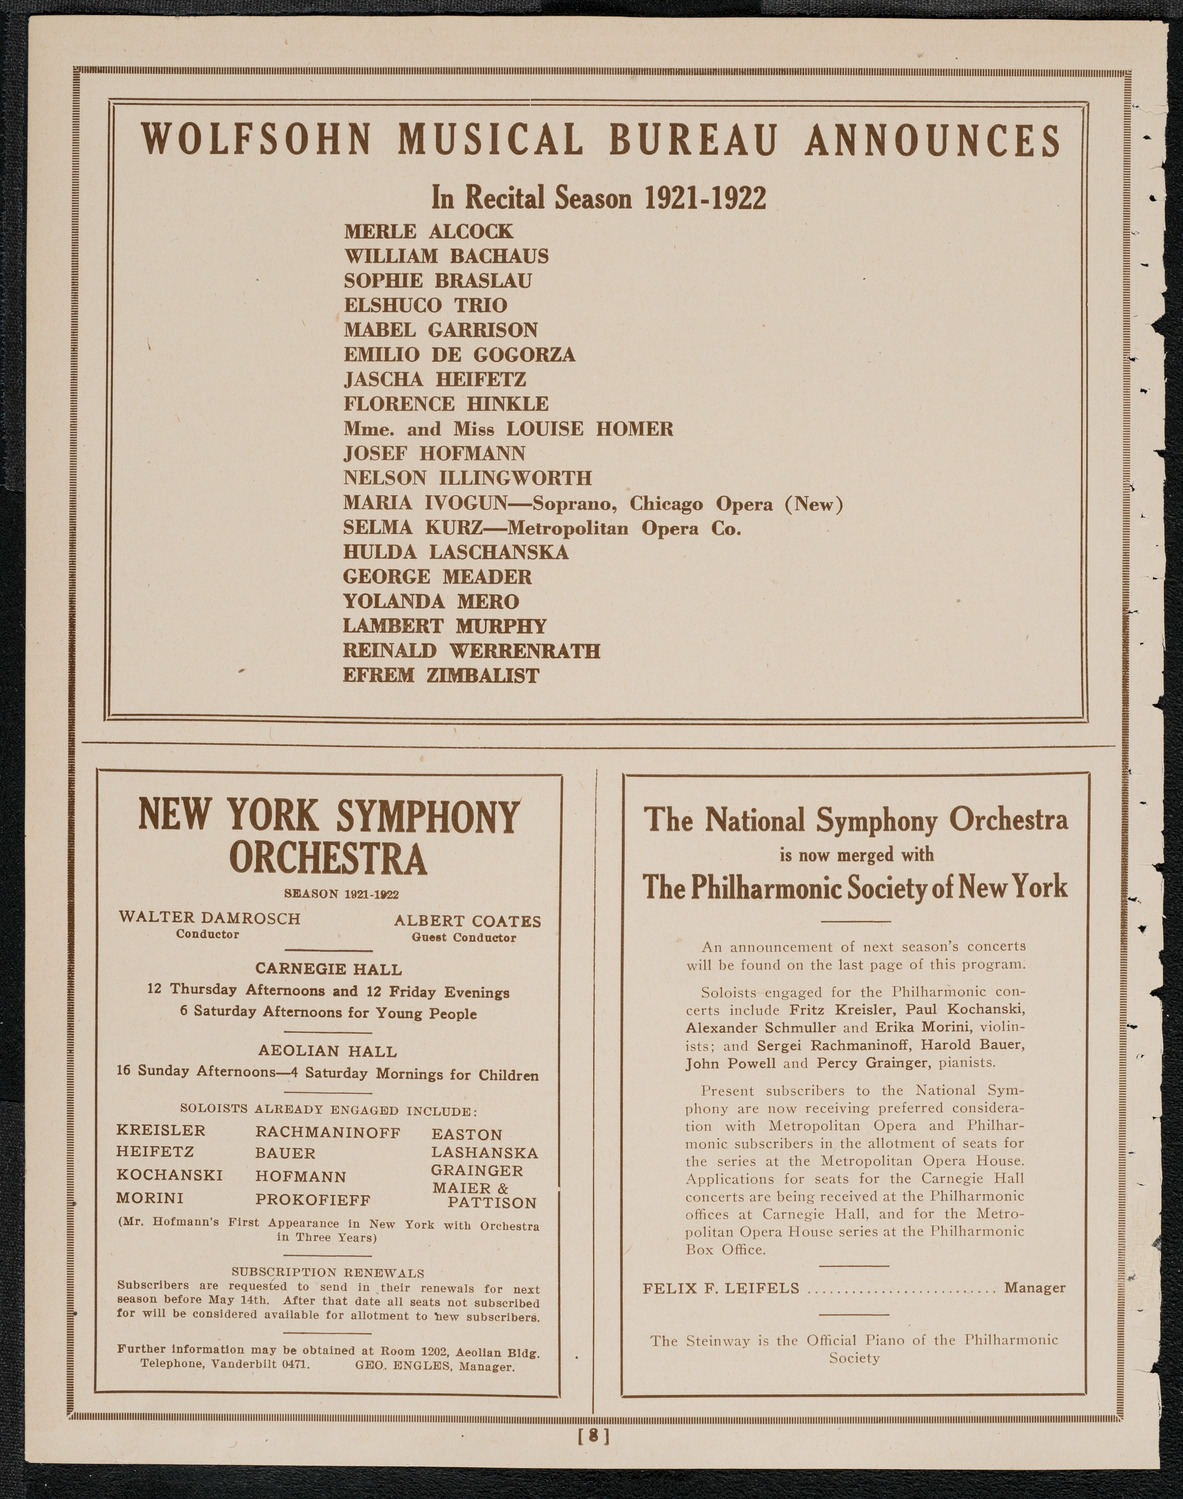 WOLFSOHN MUSICAL BUREAU ANNOUNCES
In Recital Season 1921-1922
MERLE ALCOCK
WILLIAM BACHAUS
SOPHIE BRASLAU
ELSHUCO TRIO
MABEL GARRISON
EMILIO DE GOGORZA
JASCHA HEIFETZ
FLORENCE HINKLE
Mme. and Miss LOUISE HOMER
JOSEF HOFMANN
NELSON ILLINGWORTH
MARIA IVOGUN—Soprano, Chicago Opera (New)
SELMA KURZ—Metropolitan Opera Co.
HULDA LASCHANSKA
GEORGE MEADER
YOLANDA MERO
LAMBERT MURPHY
REINALD WERRENRATH
EFREM ZIMBALIST
NEW YORK SYMPHONY
ORCHESTRA
SEASON 1921-1922
WALTER DAMROSCH ALBERT COATES
Conductor Guest Conductor
CARNEGIE HALL
12 Thursday Afternoons and 12 Friday Evenings
6 Saturday Afternoons for Young People
AEOLIAN HALL
16 Sunday Afternoons—4 Saturday Mornings for Children
SOLOISTS ALREADY ENGAGED INCLUDE:
KREISLER RACHMANINOFF EASTON
HEIFETZ BAUER LASHANSKA
KOCHANSKI HOFMANN GRAINGER
MORINI PROKOFIEFF MAIER &
PATTISON
(Mr. Hofmann's First Appearance in New York with Orchestra
in Three Years)
SUBSCRIPTION RENEWALS
Subscribers are requested to send in their renewals for next
season before May 14th. After that date all seats not subscribed
for will be considered available for allotment to new subscribers.
Further information may be obtained at Room 1202, Aeolian Bldg.
Telephone, Vanderbilt 0471. GEO. ENGLES, Manager.
The National Symphony Orchestra
is now merged with
The Philharmonic Society of New York
An announcement of next season's concerts
will be found on the last page of this program.
Soloists engaged for the Philharmonic con-
certs include Fritz Kreisler, Paul Kochanski,
Alexander Schmuller and Erika Morini, violin-
ists; and Sergei Rachmaninoff, Harold Bauer,
John Powell and Percy Grainger, pianists.
Present subscribers to the National Sym-
phony are now receiving preferred considera-
tion with Metropolitan Opera and Philhar-
monic subscribers in the allotment of seats for
the series at the Metropolitan Opera House.
Applications for seats for the Carnegie Hall
concerts are being received at the Philharmonic
offices at Carnegie Hall, and for the Metro-
politan Opera House series at the Philharmonic
Box Office.
FELIX F. LEIFELS .......................... Manager
The Steinway is the Official Piano of the Philharmonic
Society
[ 8 ]